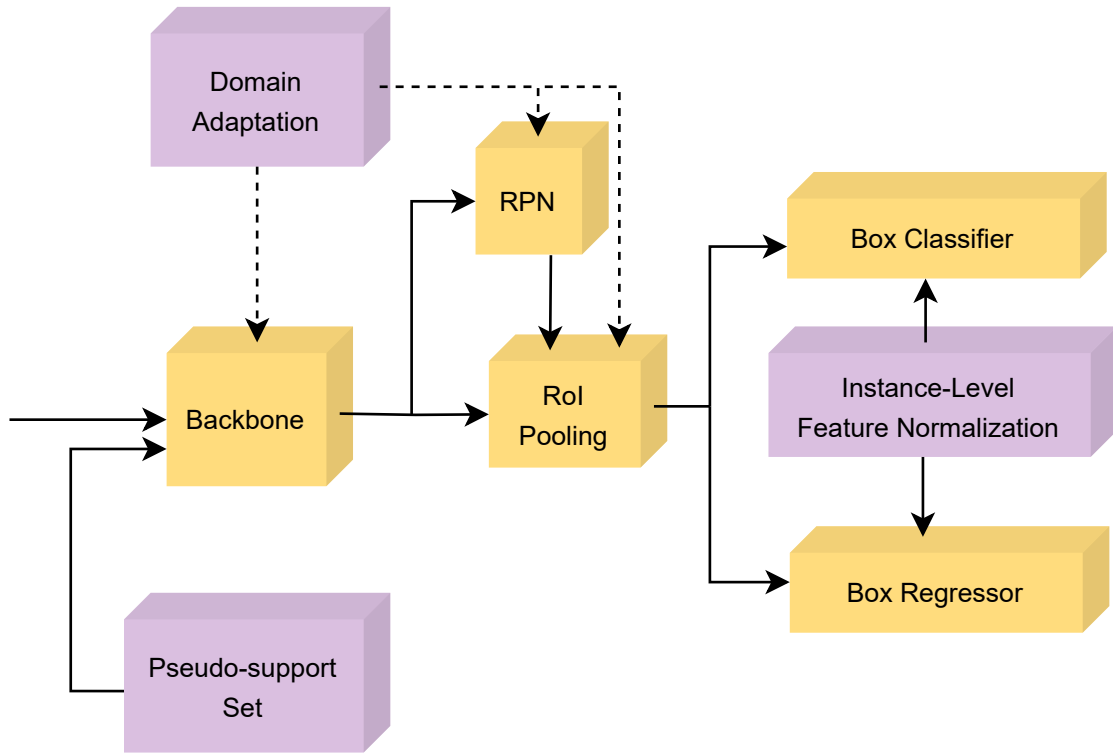 Domain
Adaptation
RPN
Box Classifier
Backbone
RoI
Pooling
Instance-Level
Feature Normalization
Box Regressor
Pseudo-support
Set